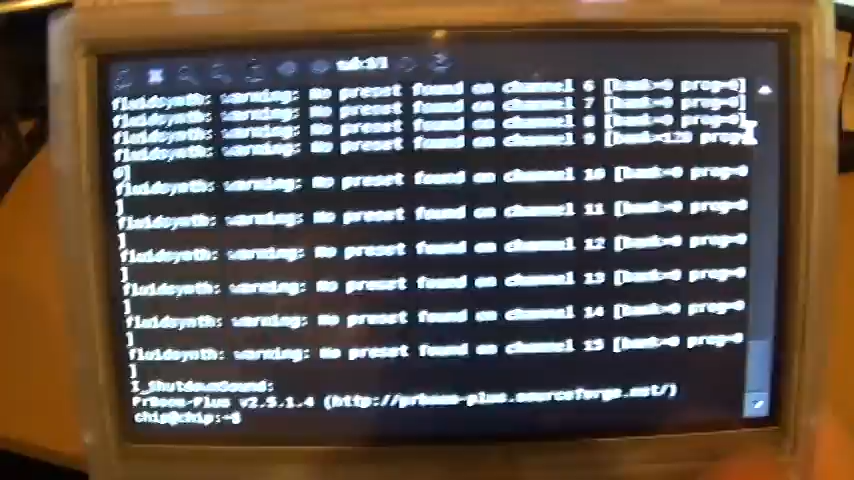 fluidsynth: warning: No preset found on channel 6 [bank=0 prog=0]
fluidsynth: warning: No preset found on channel 7 [bank=0 prog=0]
fluidsynth: warning: No preset found on channel 8 [bank=0 prog=0]
fluidsynth: warning: No preset found on channel 9 [bank=128 prog=
0]
fluidsynth: warning: No preset found on channel 10 [bank=0 prog=0
]
fluidsynth: warning: No preset found on channel 11 [bank=0 prog=0
]
fluidsynth: warning: No preset found on channel 12 [bank=0 prog=0
]
fluidsynth: warning: No preset found on channel 13 [bank=0 prog=0
]
fluidsynth: warning: No preset found on channel 14 [bank=0 prog=0
]
fluidsynth: warning: No preset found on channel 15 [bank=0 prog=0
]
I_ShutdownSound:
PrBoom-Plus v2.5.1.4 (http://prboom-plus.sourceforge.net/)
chip@chip:~$